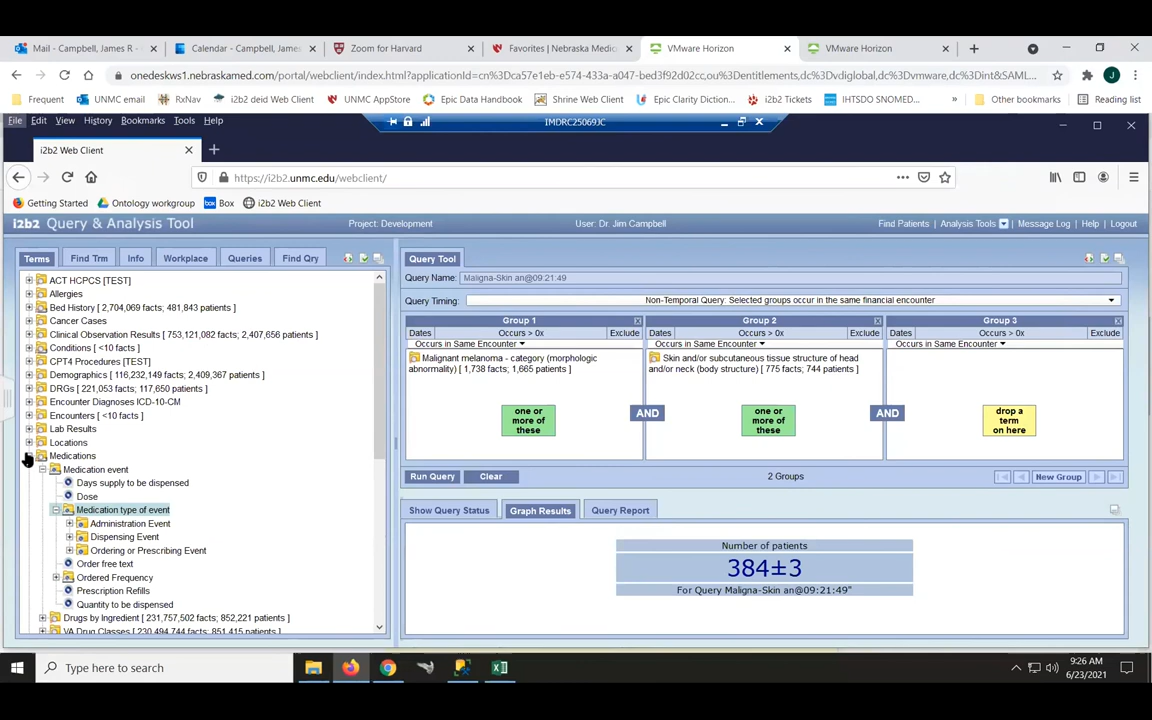 Mail - Campbell, James R -
Calendar - Campbell, James
Zoom for Harvard
Favorites | Nebraska Medic
VMware Horizon
VMware Horizon
onedeskws1.nebraskamed.com/portal/webclient/index.html?applicationId=cn%3Dca57e1eb-e574-433a-a047-bed3f92d02cc,ou%3Dentitlements,dc%3Dvdiglobal,dc%3Dvmware,dc%3Dint&SAML...
J
Frequent
UNMC email
RxNav
i2b2 deid Web Client
UNMC AppStore
Epic Data Handbook
Shrine Web Client
Epic Clarity Diction...
i2b2 Tickets
IHTSDO SNOMED...
»
Other bookmarks
Reading list
File Edit View History Bookmarks Tools Help
IMDRC25069JC
i2b2 Web Client
https://i2b2.unmc.edu/webclient/
Getting Started
Ontology workgroup
box
Box
i2b2 Web Client
i2b2 Query & Analysis Tool
Project: Development
User: Dr. Jim Campbell
Find Patients | Analysis Tools | Message Log | Help | Logout
Terms
Find Trm
Info
Workplace
Queries
Find Qry
ACT HCPCS [TEST]
Allergies
Bed History [ 2,704,069 facts; 481,843 patients ]
Cancer Cases
Clinical Observation Results [ 753,121,082 facts; 2,407,656 patients ]
Conditions [ <10 facts ]
CPT4 Procedures [TEST]
Demographics [ 116,232,149 facts; 2,409,367 patients ]
DRGs [ 221,053 facts; 117,650 patients ]
Encounter Diagnoses ICD-10-CM
Encounters [ <10 facts ]
Lab Results
Locations
Medications
Medication event
Days supply to be dispensed
Dose
Medication type of event
Administration Event
Dispensing Event
Ordering or Prescribing Event
Order free text
Ordered Frequency
Prescription Refills
Quantity to be dispensed
Drugs by Ingredient [ 231,757,502 facts; 852,221 patients ]
VA Drug Classes [ 230,494,744 facts; 851,415 patients ]
Query Tool
Query Name: Maligna-Skin an@09:21:49
Query Timing: Non-Temporal Query: Selected groups occur in the same financial encounter
Group 1
Dates Occurs > 0x Exclude
Occurs in Same Encounter
Malignant melanoma - category (morphologic
abnormality) [ 1,738 facts; 1,665 patients ]
one or
more of
these
AND
Group 2
Dates Occurs > 0x Exclude
Occurs in Same Encounter
Skin and/or subcutaneous tissue structure of head
and/or neck (body structure) [ 775 facts; 744 patients ]
one or
more of
these
AND
Group 3
Dates Occurs > 0x Exclude
Occurs in Same Encounter
drop a
term
on here
Run Query
Clear
2 Groups
New Group
Show Query Status
Graph Results
Query Report
Number of patients
384±3
For Query Maligna-Skin an@09:21:49"
Type here to search
9:26 AM
6/23/2021